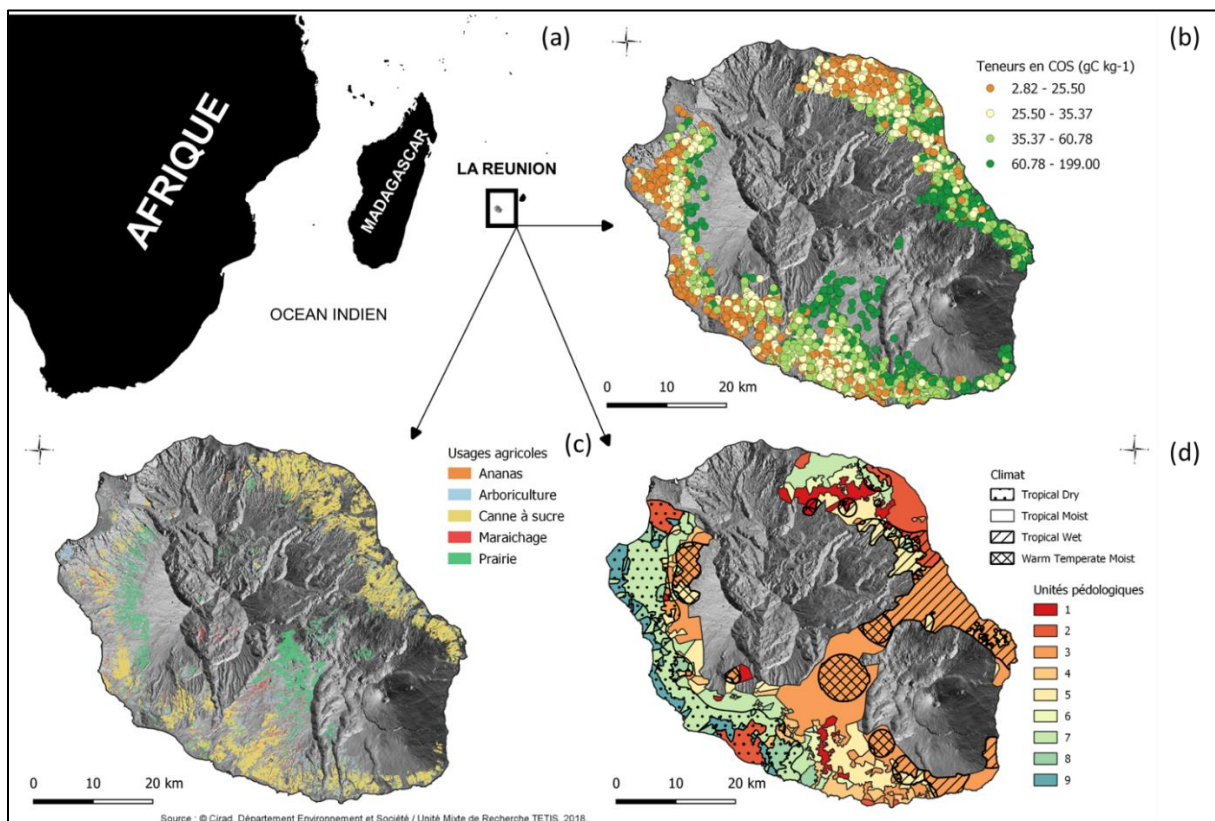 (a)
AFRIQUE
MADAGASCAR
LA REUNION
OCEAN INDIEN
(b)
Teneurs en COS (gC kg-1)
2.82 - 25.50
25.50 - 35.37
35.37 - 60.78
60.78 - 199.00
0 10 20 km
(c)
Usages agricoles
Ananas
Arboriculture
Canne à sucre
Maraichage
Prairie
0 10 20 km
Source : © Cirad, Département Environnement et Société / Unité Mixte de Recherche TETIS, 2018.
(d)
Climat
Tropical Dry
Tropical Moist
Tropical Wet
Warm Temperate Moist
Unités pédologiques
1
2
3
4
5
6
7
8
9
0 10 20 km